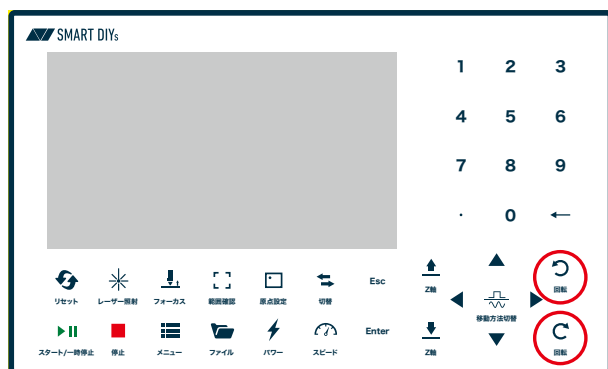 SMART DIYs
1 2 3
4 5 6
7 8 9
. 0 ←
リセット レーザー照射 フォーカス 範囲確認 原点設定 切替 Esc Z軸 回転
移動方法切替
スタート/一時停止 停止 メニュー ファイル パワー スピード Enter Z軸 回転